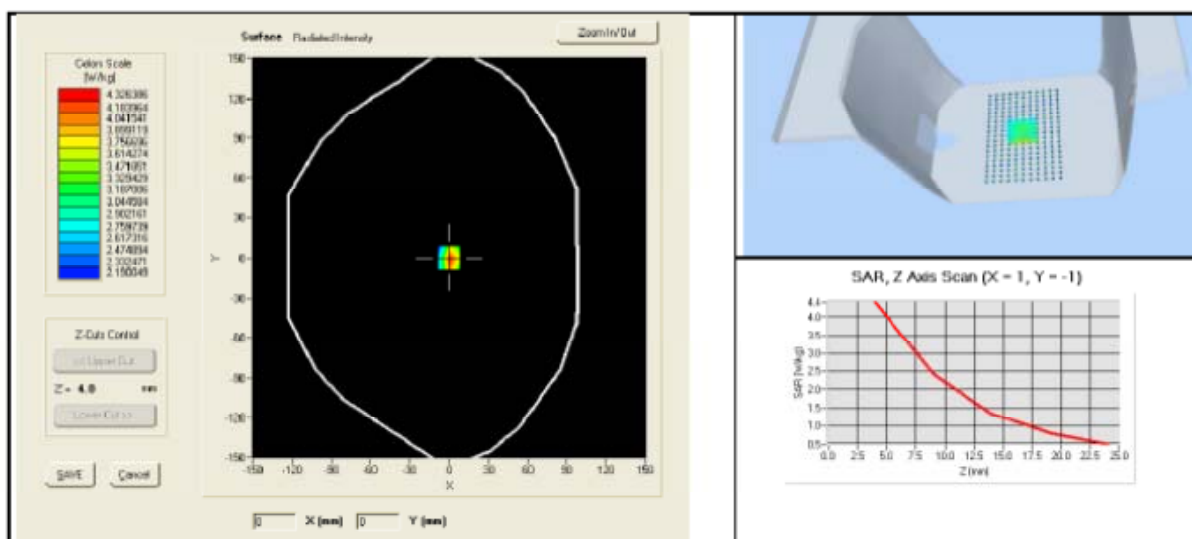 Surface Radiated Intensity
Zoom In/Out
Colors Scale
[W/kg]
4.326386
4.183964
4.041541
3.899119
3.756696
3.614274
3.471851
3.329429
3.187006
3.044584
2.902161
2.759739
2.617316
2.474894
2.332471
2.190049
Z-Cuts Control
Z = 4.0 mm
SAVE
Cancel
150
120
90
60
30
0
-30
-60
-90
-120
-150
Y
-150 -120 -90 -60 -30 0 30 60 90 120 150
X
0 X (mm) 0 Y (mm)
SAR, Z Axis Scan (X = 1, Y = -1)
SAR (W/kg)
4.4
4.0
3.5
3.0
2.5
2.0
1.5
1.0
0.5
0.0 2.5 5.0 7.5 10.0 12.5 15.0 17.5 20.0 22.5 25.0
Z (mm)